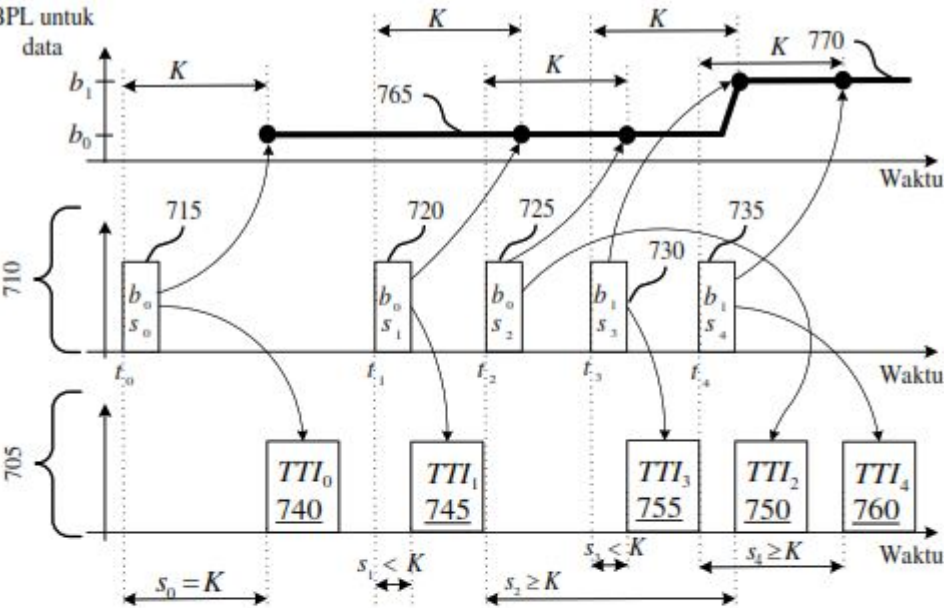 BPL untuk
data
K
K
K
K
K
770
b₁
765
b₀
Waktu
710
715
720
725
730
735
b₀
s₀
b₀
s₁
b₀
s₂
b₁
s₃
b₁
s₄
t₀
t₁
t₂
t₃
t₄
Waktu
705
TTI₀
740
TTI₁
745
TTI₃
755
TTI₂
750
TTI₄
760
Waktu
s₀ = K
s₁ < K
s₂ ≥ K
s₃ < K
s₄ ≥ K